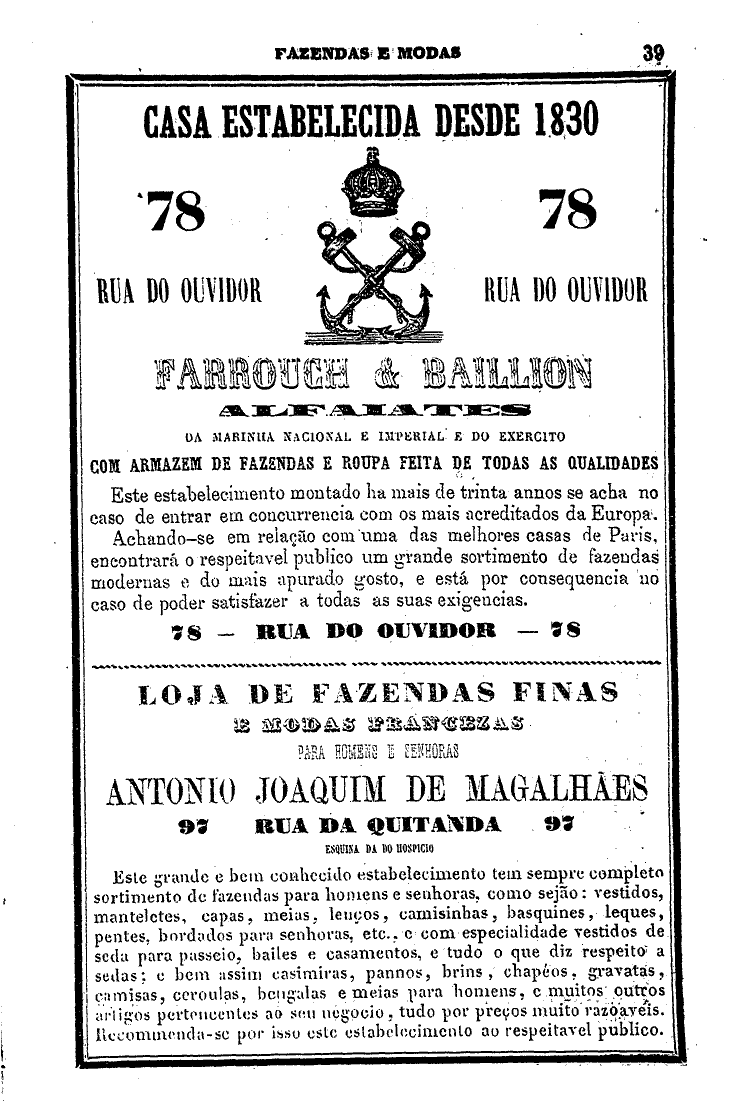 FAZENDAS E MODAS 39
CASA ESTABELECIDA DESDE 1830
78 78
RUA DO OUVIDOR RUA DO OUVIDOR
FARROUCH & BAILLION
ALFAIATES
DA MARINHA NACIONAL E IMPERIAL E DO EXERCITO
COM ARMAZEM DE FAZENDAS E ROUPA FEITA DE TODAS AS QUALIDADES
Este estabelecimento montado ha mais de trinta annos se acha no
caso de entrar em concurrencia com os mais acreditados da Europa.
Achando-se em relação com uma das melhores casas de Paris,
encontrará o respeitavel publico um grande sortimento de fazendas
modernas e do mais apurado gosto, e está por consequencia no
caso de poder satisfazer a todas as suas exigencias.
78 — RUA DO OUVIDOR — 78
LOJA DE FAZENDAS FINAS
E MODAS FRANCEZAS
PARA HOMENS E SENHORAS
ANTONIO JOAQUIM DE MAGALHÃES
97 RUA DA QUITANDA 97
ESQUINA DA DO HOSPICIO
Este grande e bem conhecido estabelecimento tem sempre completo
sortimento de fazendas para homens e senhoras, como sejão: vestidos,
manteletes, capas, meias, lenços, camisinhas, basquines, leques,
pentes, bordados para senhoras, etc., e com especialidade vestidos de
seda para passeio, bailes e casamentos, e tudo o que diz respeito a
sedas; e bem assim casimiras, pannos, brins, chapéos, gravatas,
camisas, ceroulas, bengalas e meias para homens, e muitos outros
artigos pertencentes ao seu negocio, tudo por preços muito razoaveis.
Recommenda-se por isso este estabelecimento ao respeitavel publico.